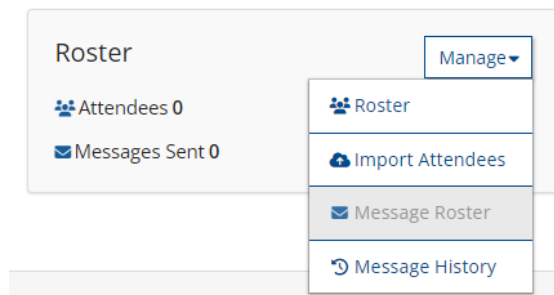 Roster
Manage
Attendees 0
Messages Sent 0
Roster
Import Attendees
Message Roster
Message History